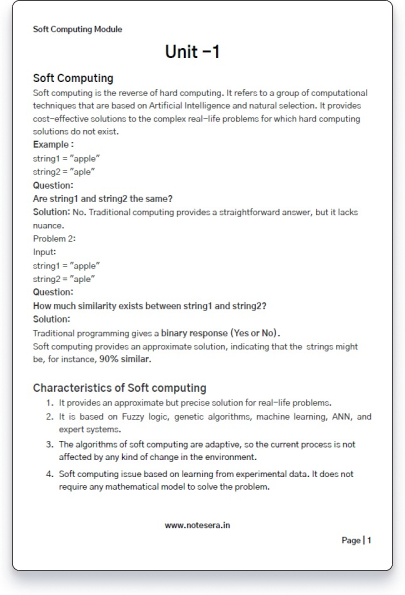 Soft Computing Module
Unit -1
Soft Computing
Soft computing is the reverse of hard computing. It refers to a group of computational
techniques that are based on Artificial Intelligence and natural selection. It provides
cost-effective solutions to the complex real-life problems for which hard computing
solutions do not exist.
Example :
string1 = "apple"
string2 = "aple"
Question:
Are string1 and string2 the same?
Solution: No. Traditional computing provides a straightforward answer, but it lacks
nuance.
Problem 2:
Input:
string1 = "apple"
string2 = "aple"
Question:
How much similarity exists between string1 and string2?
Solution:
Traditional programming gives a binary response (Yes or No).
Soft computing provides an approximate solution, indicating that the strings might
be, for instance, 90% similar.
Characteristics of Soft computing
1. It provides an approximate but precise solution for real-life problems.
2. It is based on Fuzzy logic, genetic algorithms, machine learning, ANN, and
expert systems.
3. The algorithms of soft computing are adaptive, so the current process is not
affected by any kind of change in the environment.
4. Soft computing issue based on learning from experimental data. It does not
require any mathematical model to solve the problem.
www.notesera.in
Page | 1